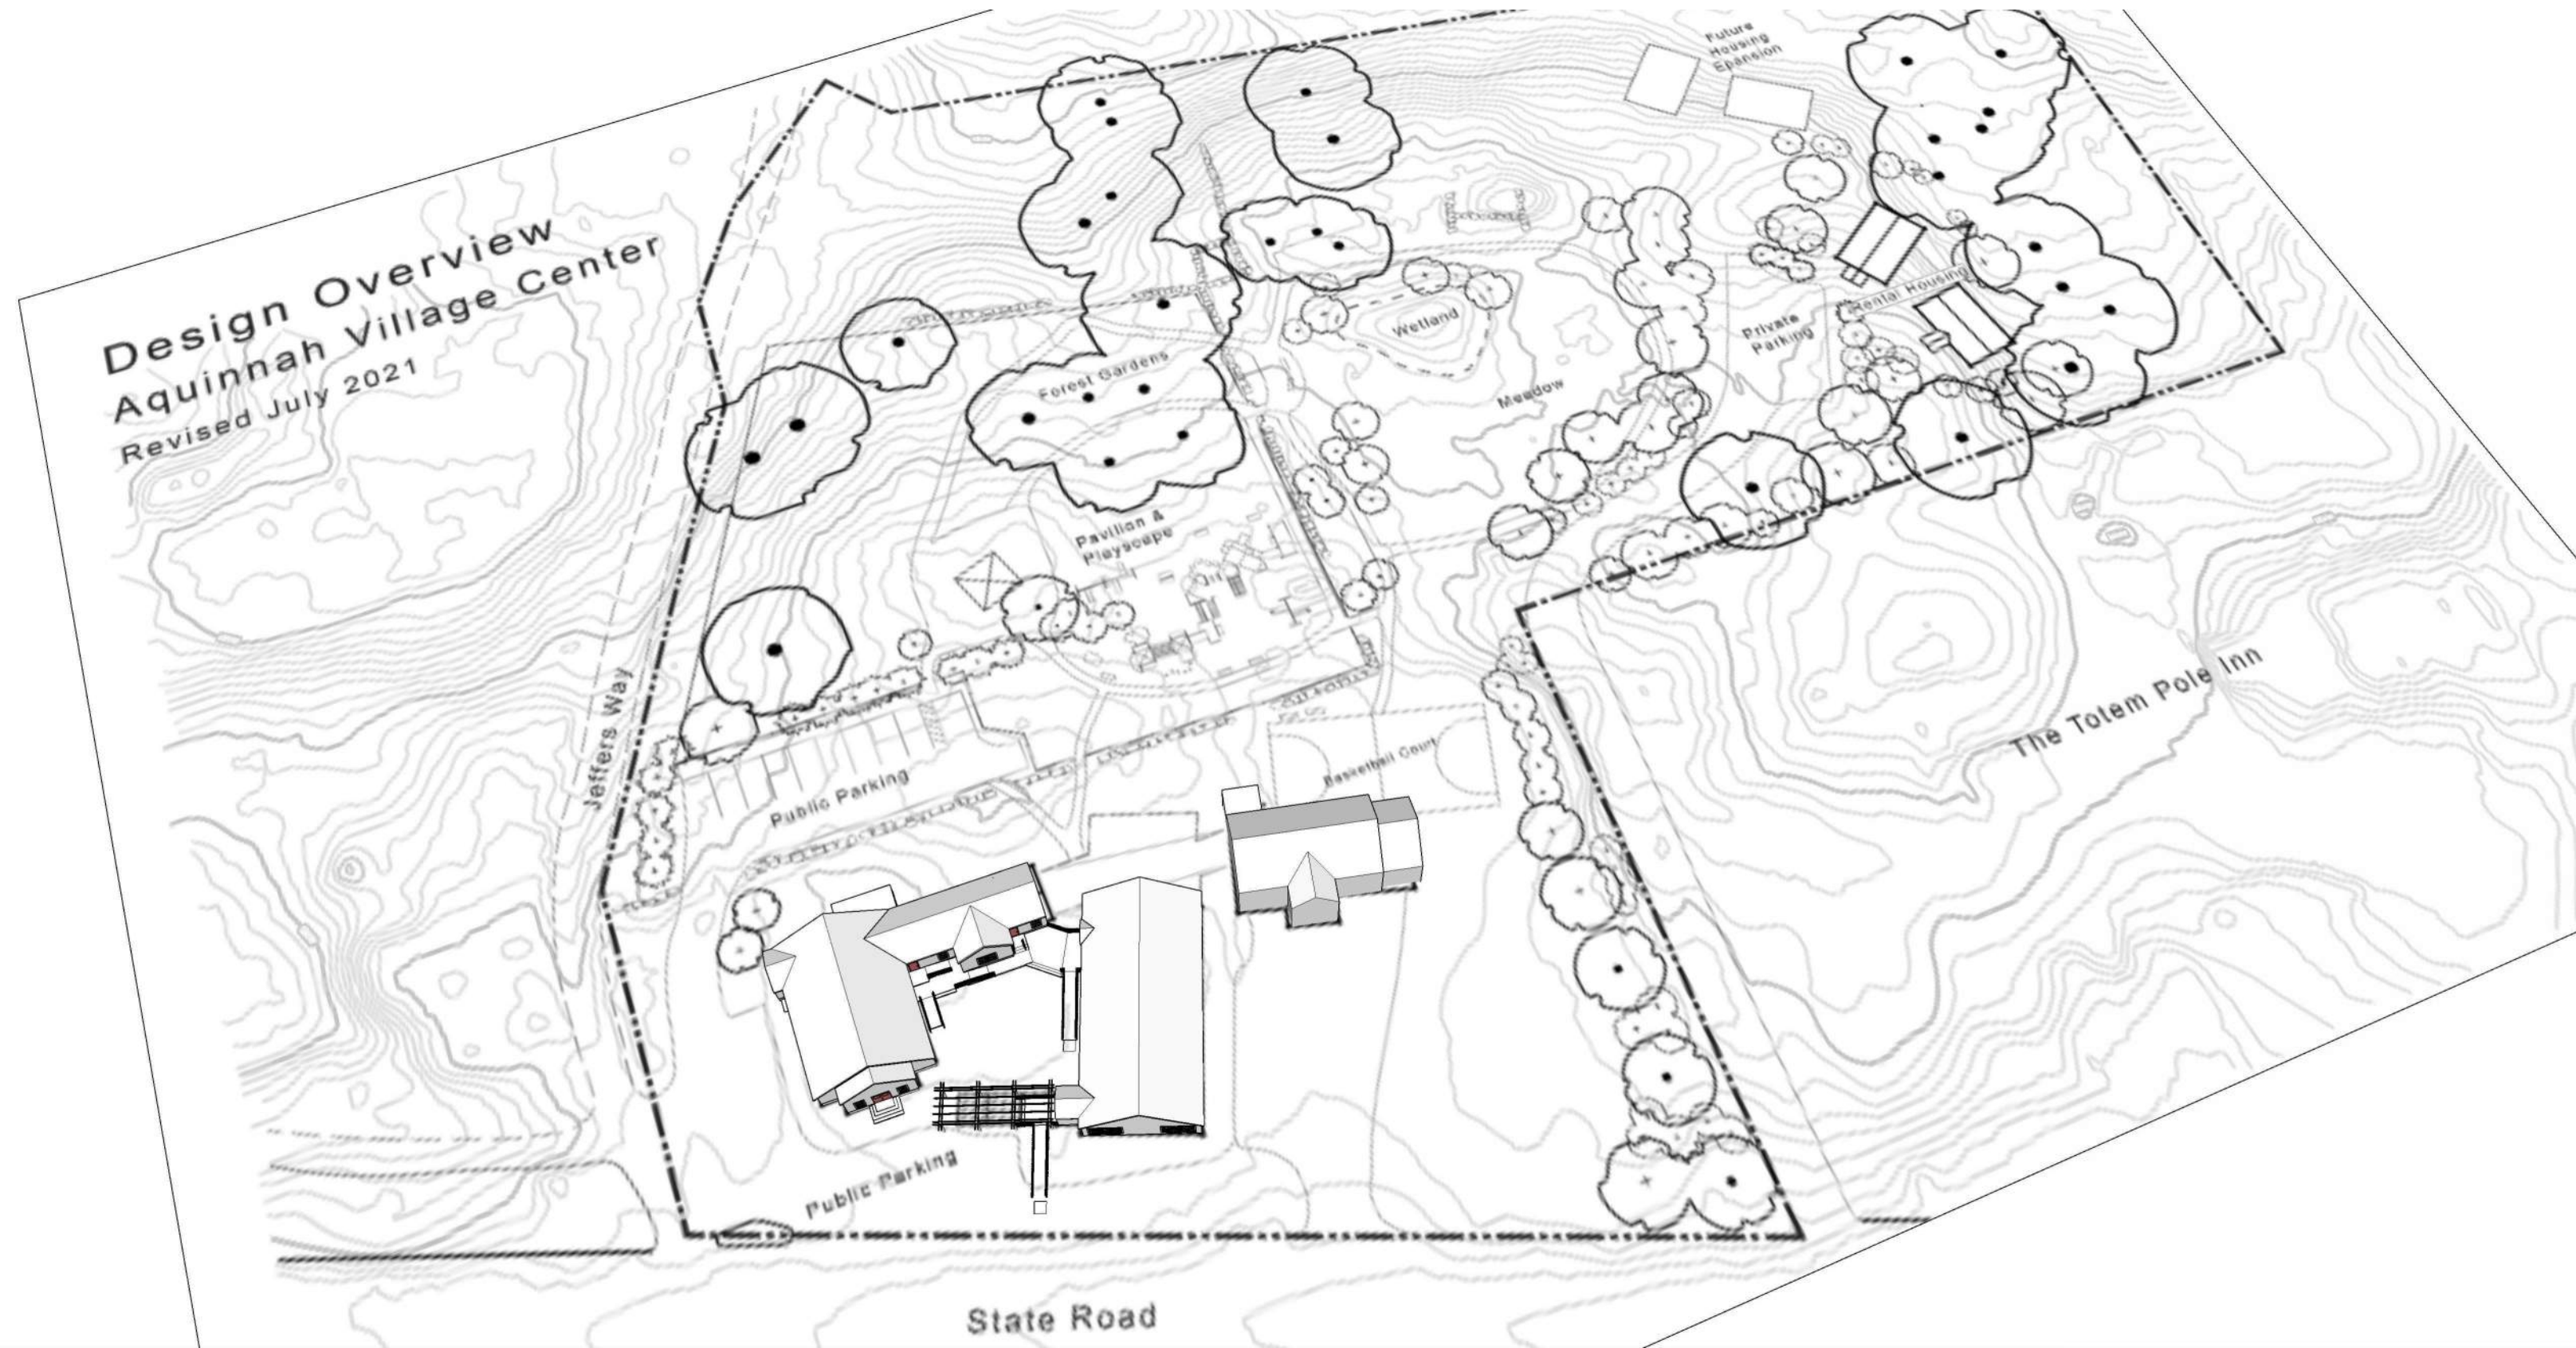 Design Overview
Aquinnah Village Center
Revised July 2021
Future
Housing
Epansion
Rental Housing
Private
Parking
Wetland
Meadow
Forest Gardens
Pavilion &
Playscape
Jeffers Way
Public Parking
Basketball Court
The Totem Pole Inn
Public Parking
State Road